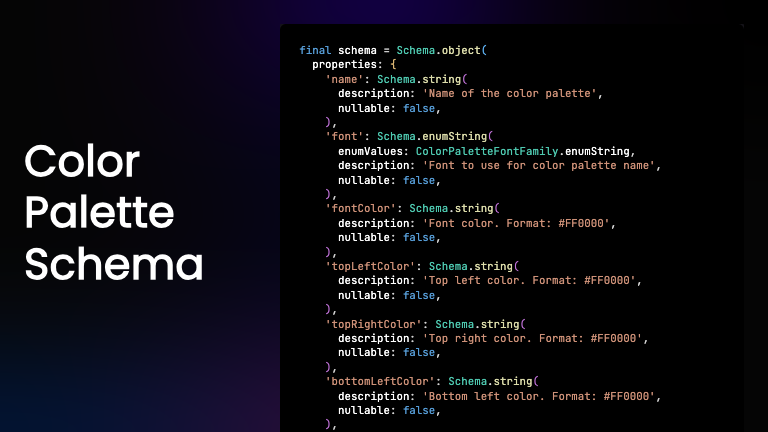 Color
Palette
Schema
final schema = Schema.object(
properties: {
'name': Schema.string(
description: 'Name of the color palette',
nullable: false,
),
'font': Schema.enumString(
enumValues: ColorPaletteFontFamily.enumString,
description: 'Font to use for color palette name',
nullable: false,
),
'fontColor': Schema.string(
description: 'Font color. Format: #FF0000',
nullable: false,
),
'topLeftColor': Schema.string(
description: 'Top left color. Format: #FF0000',
nullable: false,
),
'topRightColor': Schema.string(
description: 'Top right color. Format: #FF0000',
nullable: false,
),
'bottomLeftColor': Schema.string(
description: 'Bottom left color. Format: #FF0000',
nullable: false,
),